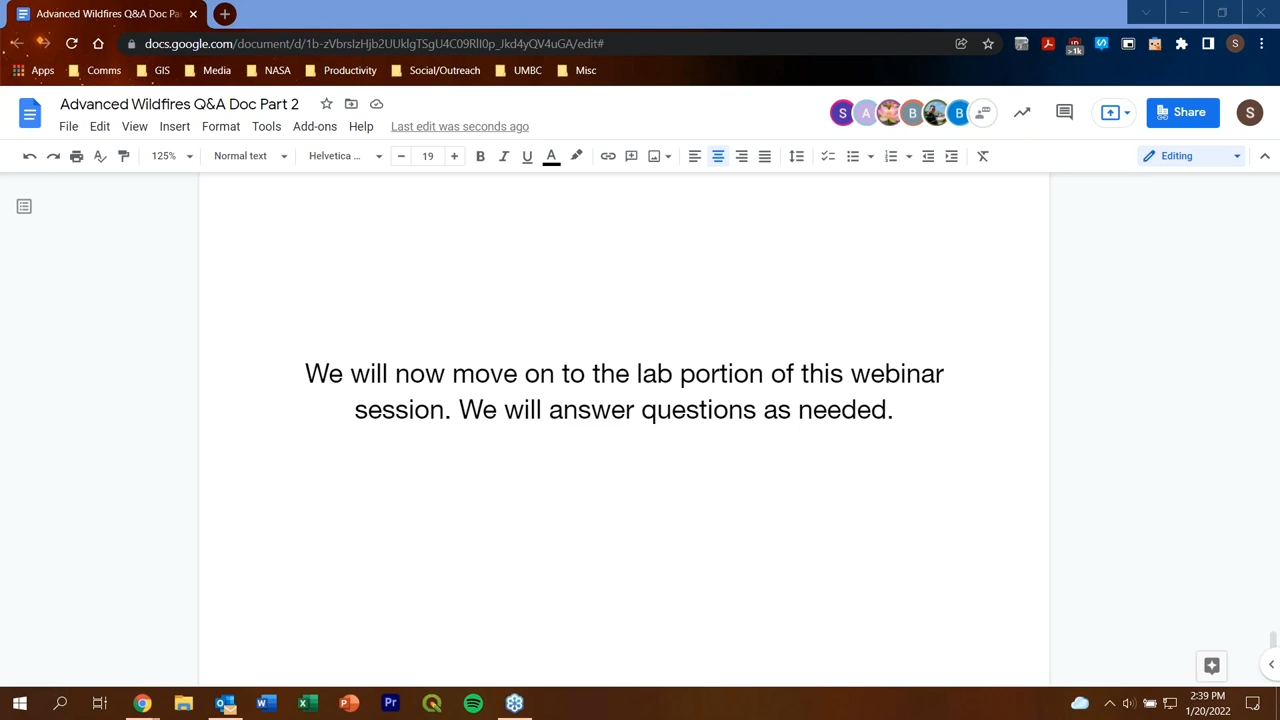 Advanced Wildfires Q&A Doc Pa
docs.google.com/document/d/1b-zVbrsIzHjb2UUklgTSgU4C09RlI0p_Jkd4yQV4uGA/edit#
>1k
S
Apps Comms GIS Media NASA Productivity Social/Outreach UMBC Misc
Advanced Wildfires Q&A Doc Part 2
File Edit View Insert Format Tools Add-ons Help Last edit was seconds ago
S A B B
Share
S
125% Normal text Helvetica ... 19 B I U A Editing
We will now move on to the lab portion of this webinar
session. We will answer questions as needed.
2:39 PM
1/20/2022